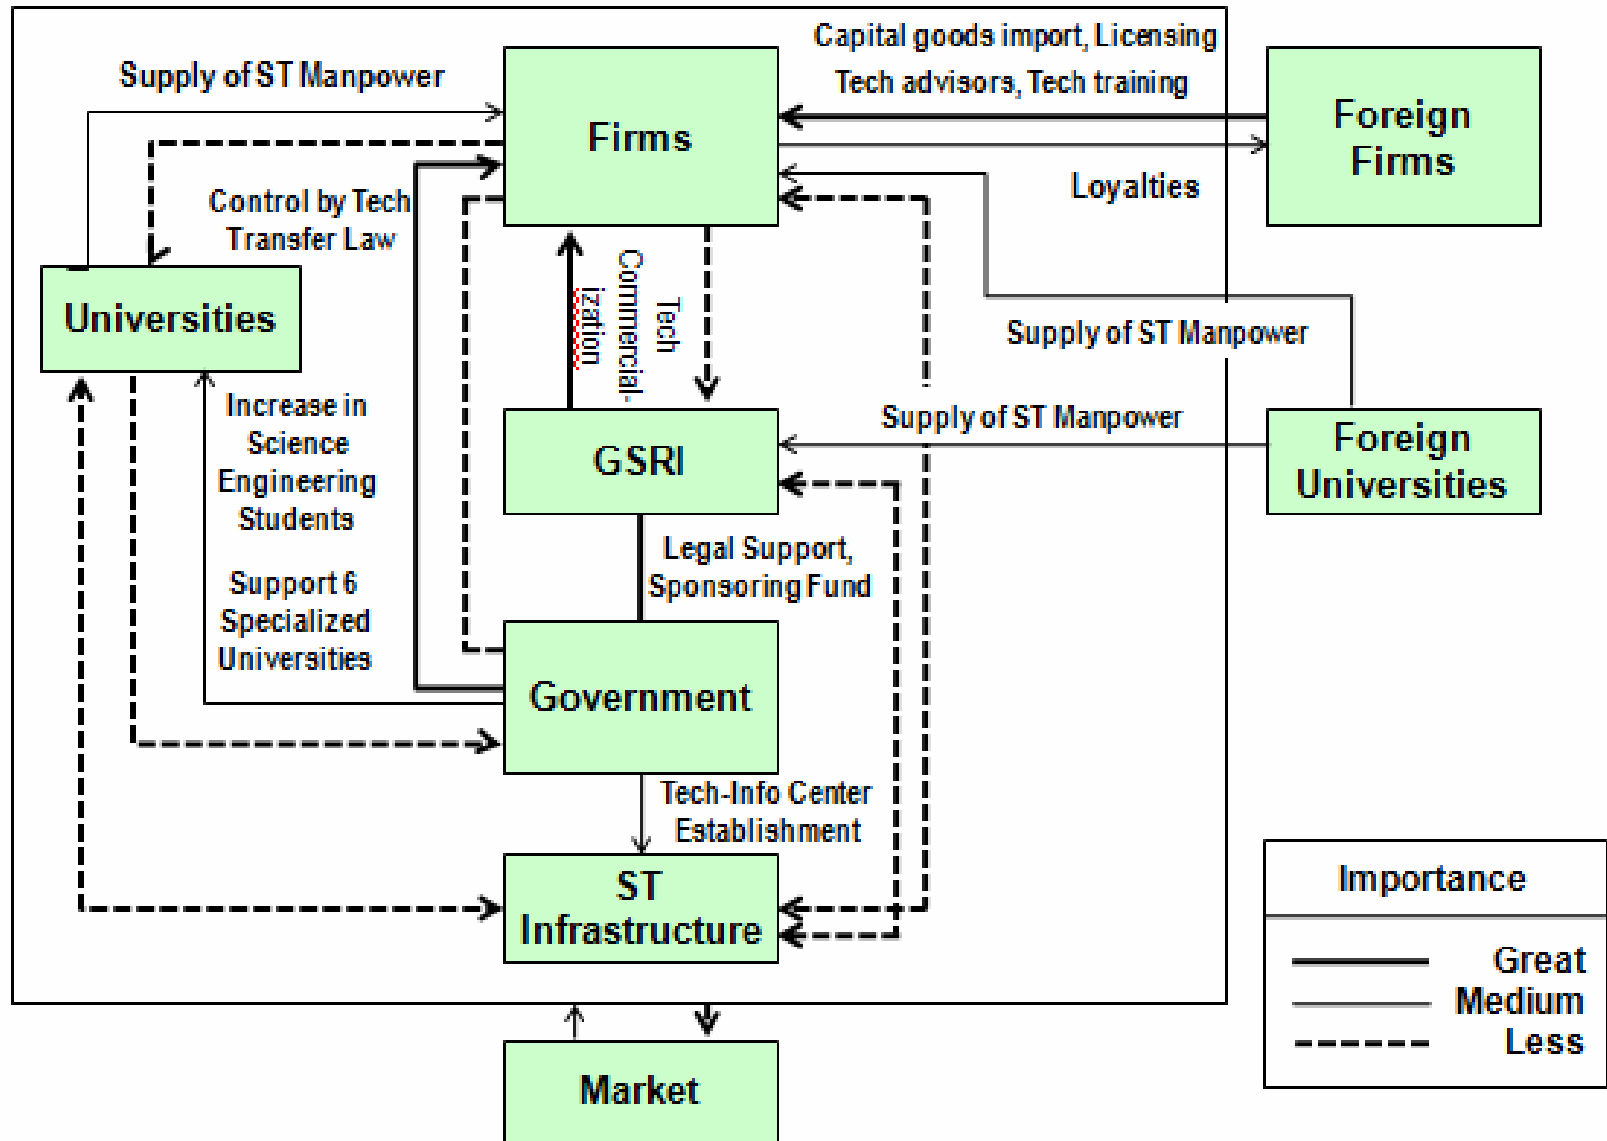 Capital goods import, Licensing
Tech advisors, Tech training
Supply of ST Manpower
Firms
Foreign
Firms
Loyalties
Control by Tech
Transfer Law
Universities
Tech
Commercial-
ization
Supply of ST Manpower
Supply of ST Manpower
GSRI
Foreign
Universities
Increase in
Science
Engineering
Students
Support 6
Specialized
Universities
Legal Support,
Sponsoring Fund
Government
Tech-Info Center
Establishment
ST
Infrastructure
Market
Importance
Great
Medium
Less